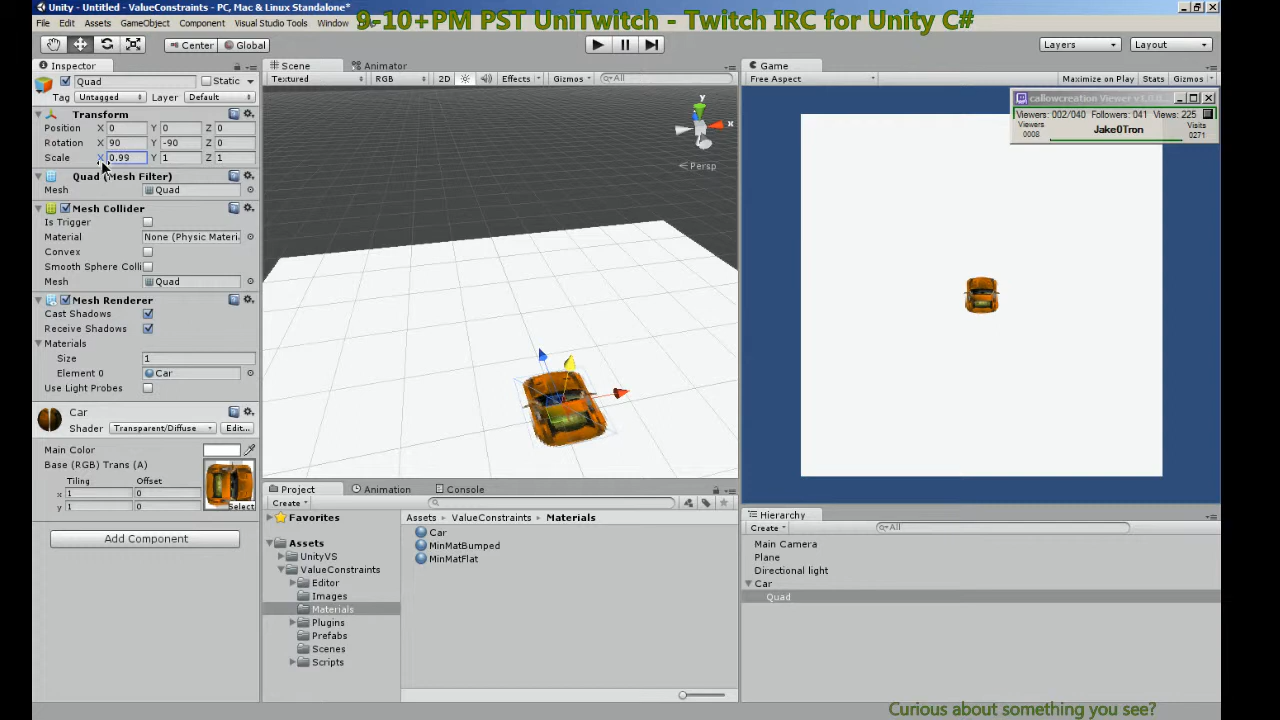 Unity - Untitled - ValueConstraints - PC, Mac & Linux Standalone*
File Edit Assets GameObject Component Visual Studio Tools Window
9-10+PM PST UniTwitch - Twitch IRC for Unity C#
Center Global
Layers Layout
Inspector
Quad Static
Tag Untagged Layer Default
Transform
Position X 0 Y 0 Z 0
Rotation X 90 Y -90 Z 0
Scale X 0.99 Y 1 Z 1
Quad (Mesh Filter)
Mesh Quad
Mesh Collider
Is Trigger
Material None (Physic Materi
Convex
Smooth Sphere Colli
Mesh Quad
Mesh Renderer
Cast Shadows
Receive Shadows
Materials
Size 1
Element 0 Car
Use Light Probes
Car
Shader Transparent/Diffuse Edit...
Main Color
Base (RGB) Trans (A)
Tiling Offset
x 1 0
y 1 0
Select
Add Component
Scene Animator
Textured RGB 2D Effects Gizmos All
y
x
Persp
Game
Free Aspect Maximize on Play Stats Gizmos
callowcreation Viewer
Viewers: 002/040 Followers: 041 Views: 225
Viewers
0008
Jake0Tron
Visits
0271
Project Animation Console
Create
Favorites
Assets
UnityVS
ValueConstraints
Editor
Images
Materials
Plugins
Prefabs
Scenes
Scripts
Assets ValueConstraints Materials
Car
MinMatBumped
MinMatFlat
Hierarchy
Create All
Main Camera
Plane
Directional light
Car
Quad
Curious about something you see?